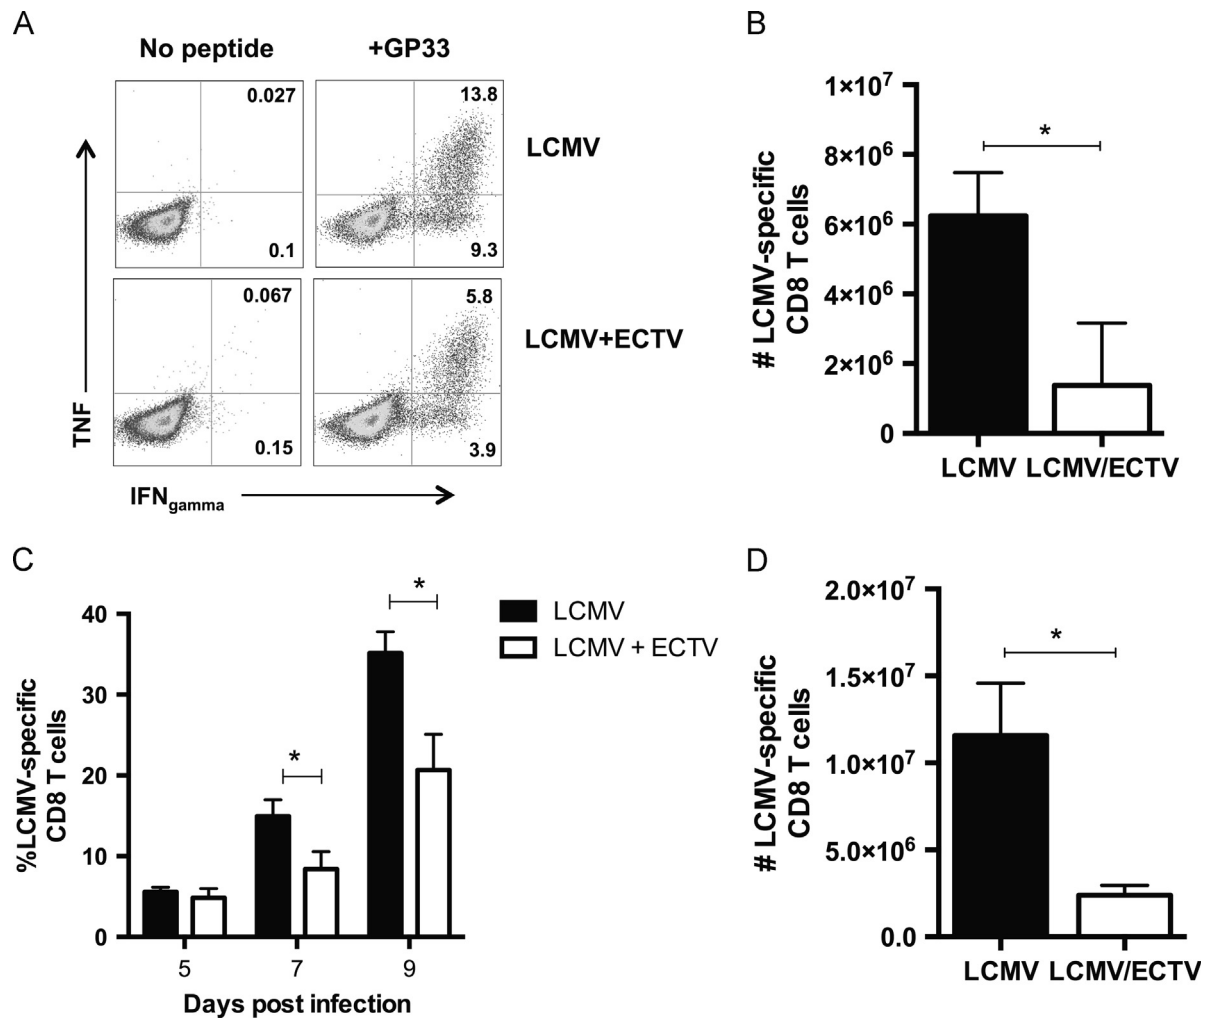 A
No peptide
+GP33
0.027
13.8
LCMV
0.1
9.3
0.067
5.8
LCMV+ECTV
0.15
3.9
TNF
IFNgamma
B
1×10⁷
8×10⁶
6×10⁶
4×10⁶
2×10⁶
0
# LCMV-specific
CD8 T cells
*
LCMV LCMV/ECTV
C
40
30
20
10
0
%LCMV-specific
CD8 T cells
*
*
LCMV
LCMV + ECTV
5 7 9
Days post infection
D
2.0×10⁷
1.5×10⁷
1.0×10⁷
5.0×10⁶
0.0
# LCMV-specific
CD8 T cells
*
LCMV LCMV/ECTV